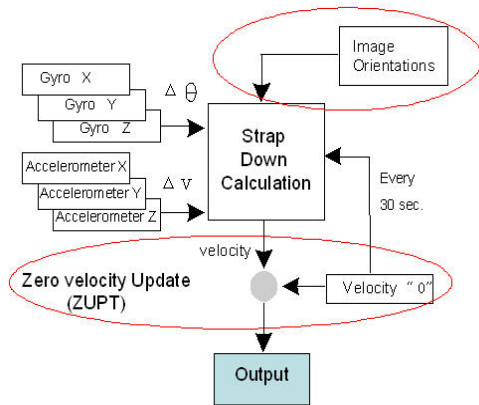 Image
Orientations
Gyro X
Gyro Y
Gyro Z
Δ θ
Strap
Down
Calculation
Accelerometer X
Accelerometer Y
Accelerometer Z
Δ v
Every
30 sec.
velocity
Zero velocity Update
(ZUPT)
Velocity “ 0”
Output